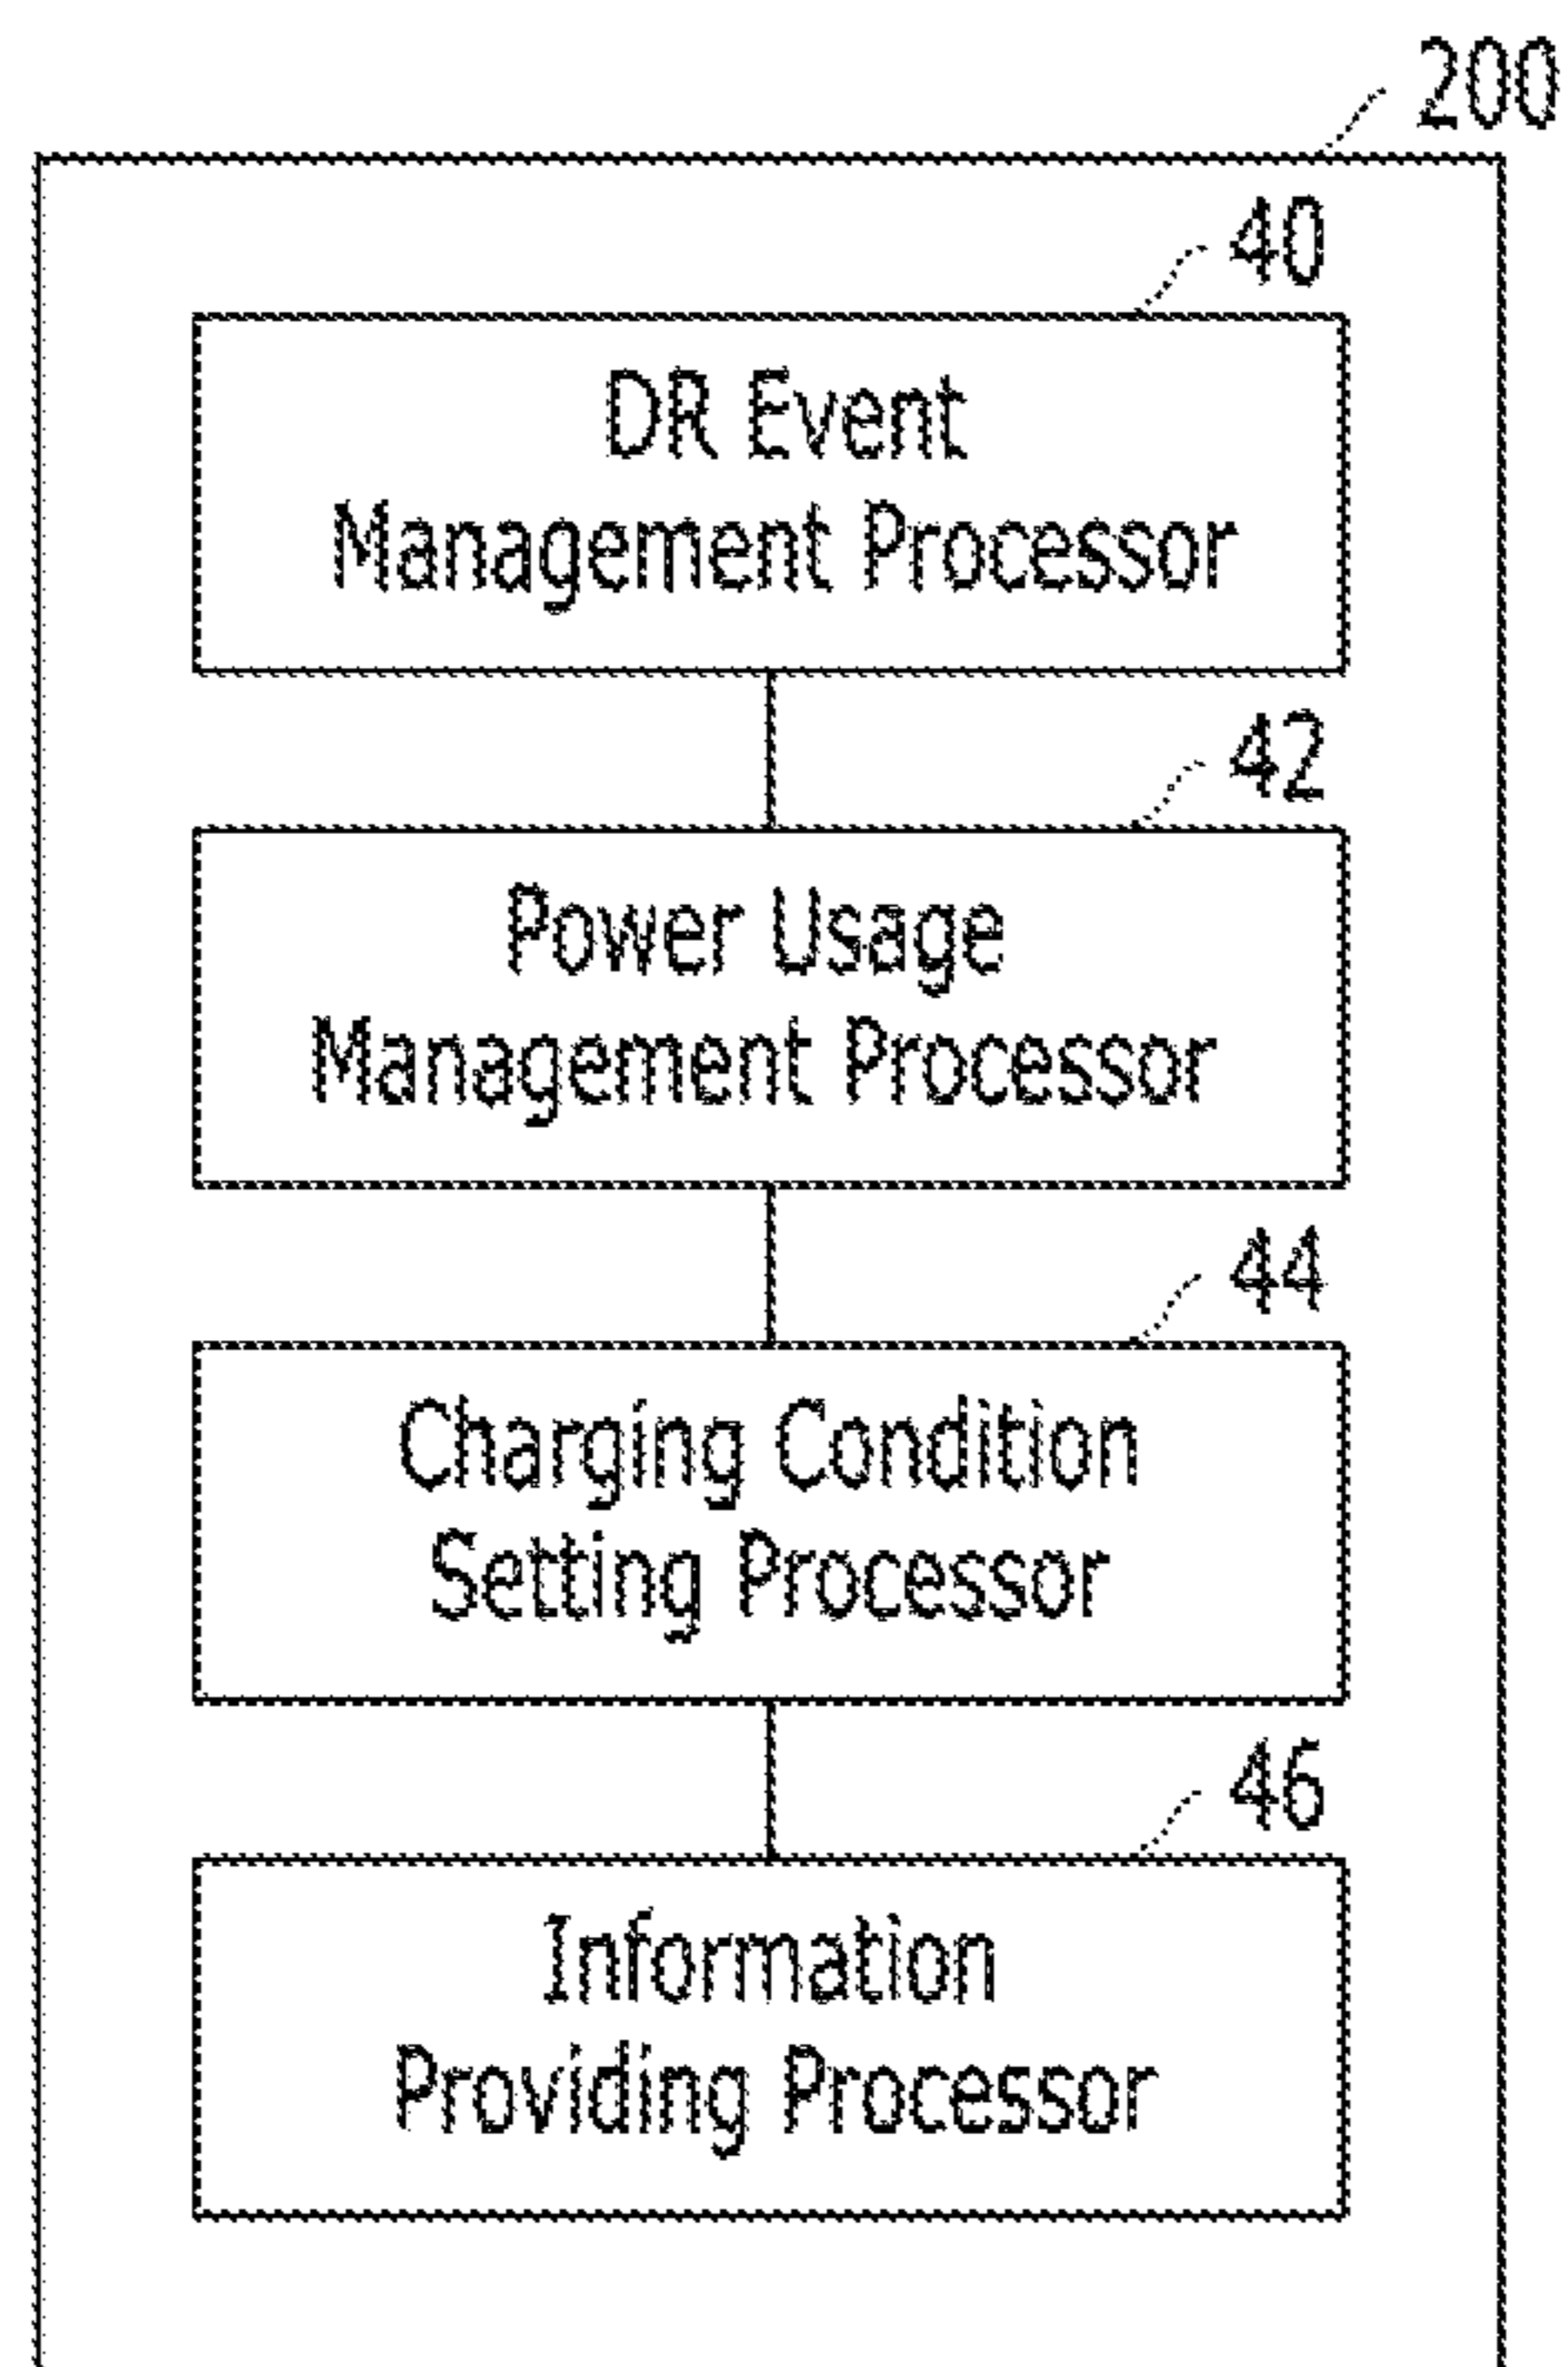 200
40
DR Event
Management Processor
42
Power Usage
Management Processor
44
Charging Condition
Setting Processor
46
Information
Providing Processor